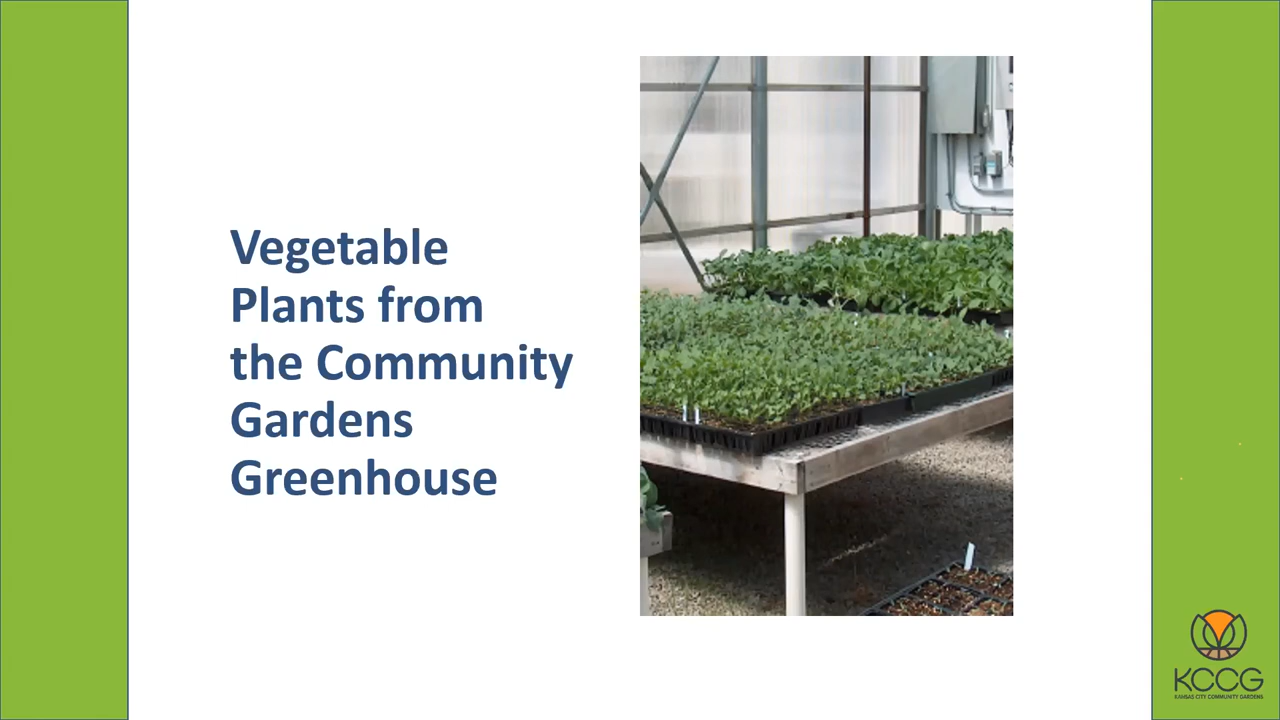 Vegetable
Plants from
the Community
Gardens
Greenhouse
KCCG
KANSAS CITY COMMUNITY GARDENS